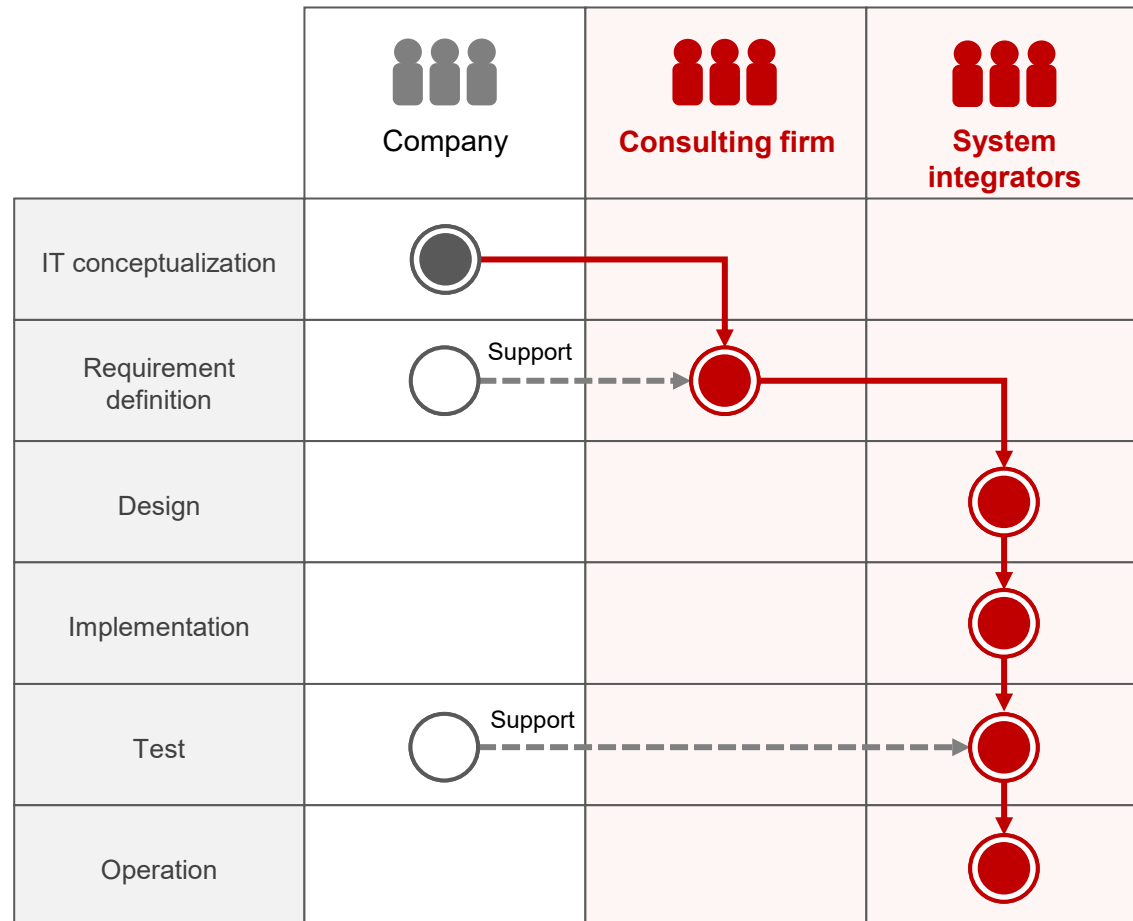 Company
Consulting firm
System
integrators
IT conceptualization
Requirement
definition
Support
Design
Implementation
Test
Support
Operation